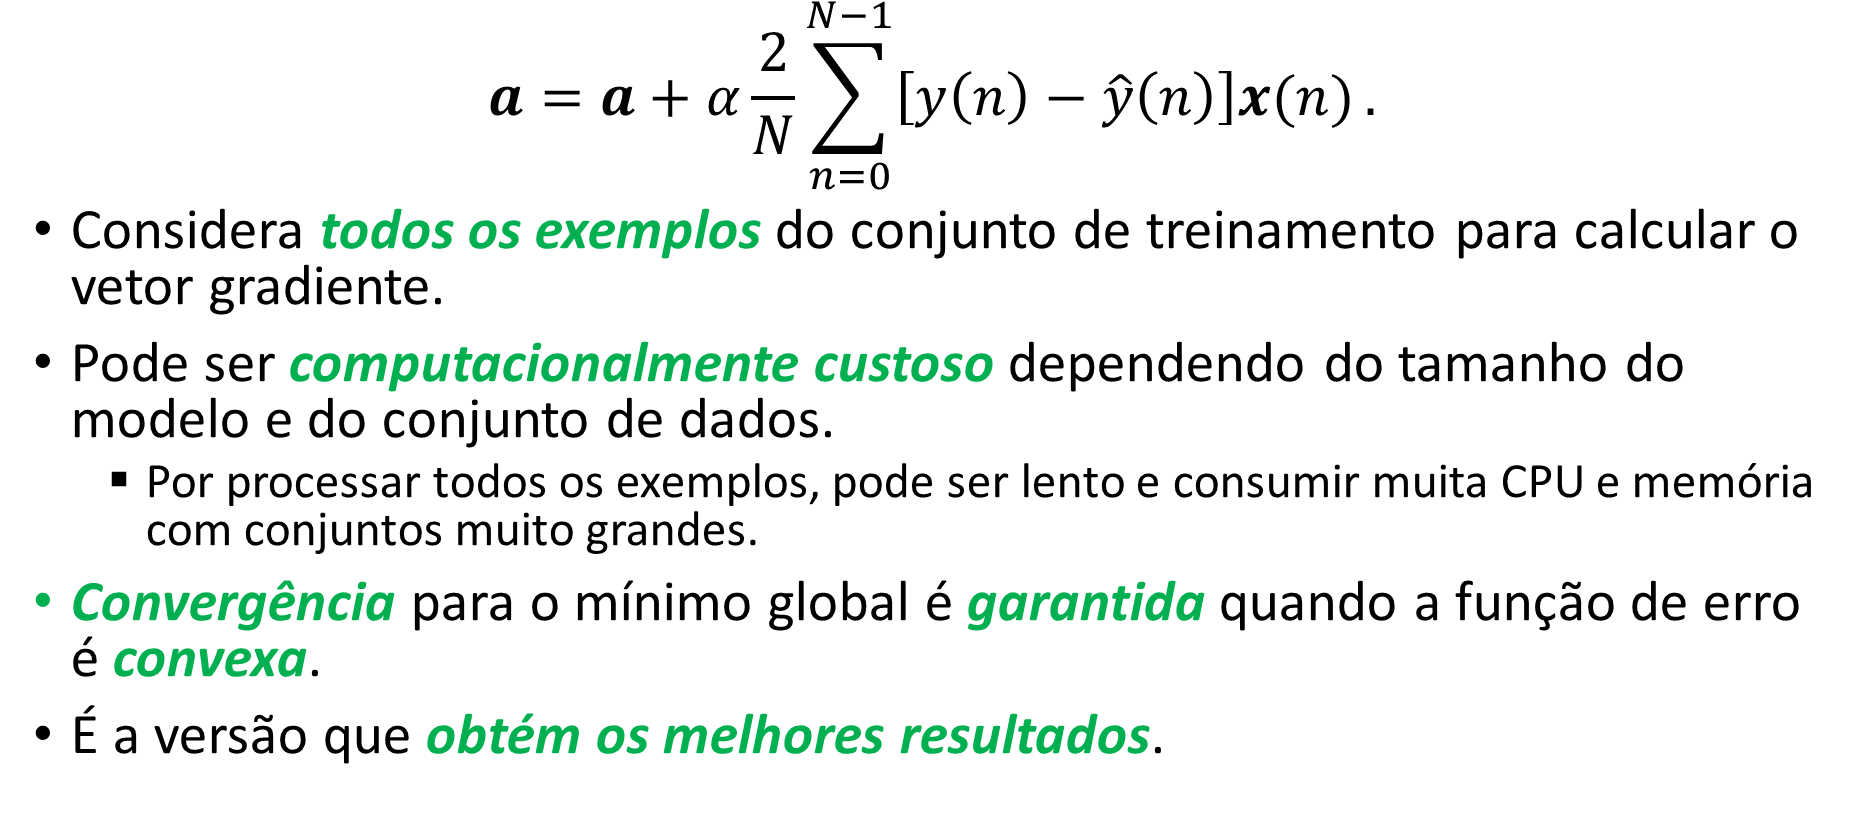 a = a + α 2/N ∑_{n=0}^{N−1} [y(n) − ŷ(n)]x(n) .
• Considera todos os exemplos do conjunto de treinamento para calcular o
vetor gradiente.
• Pode ser computacionalmente custoso dependendo do tamanho do
modelo e do conjunto de dados.
▪ Por processar todos os exemplos, pode ser lento e consumir muita CPU e memória
com conjuntos muito grandes.
• Convergência para o mínimo global é garantida quando a função de erro
é convexa.
• É a versão que obtém os melhores resultados.